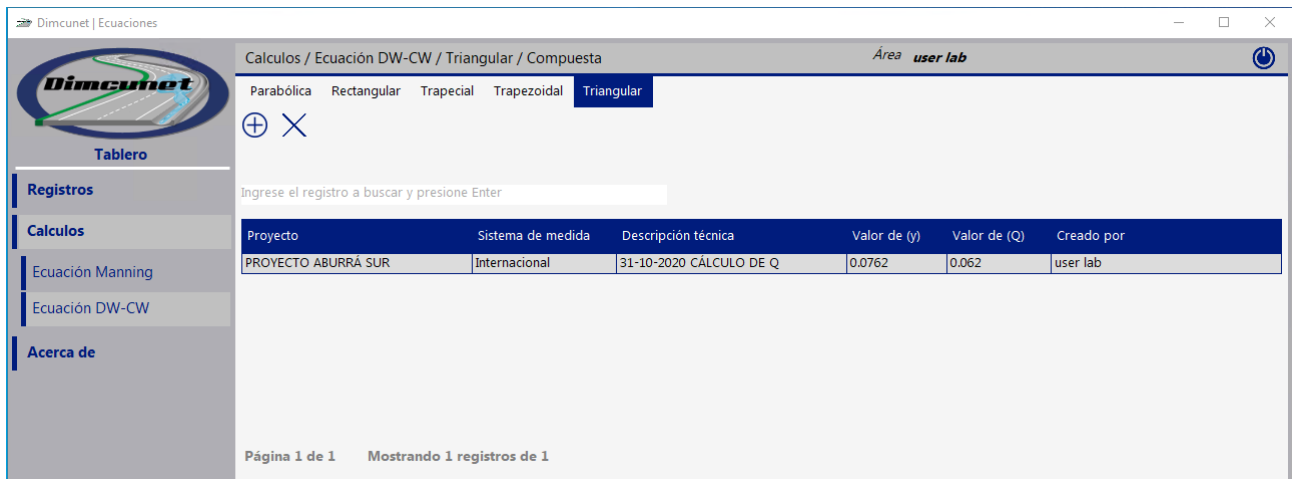 Dimcunet | Ecuaciones
Dimcunet
Tablero
Registros
Calculos
Ecuación Manning
Ecuación DW-CW
Acerca de
Calculos / Ecuación DW-CW / Triangular / Compuesta
Área user lab
Parabólica Rectangular Trapecial Trapezoidal Triangular
Ingrese el registro a buscar y presione Enter
Proyecto Sistema de medida Descripción técnica Valor de (y) Valor de (Q) Creado por
PROYECTO ABURRÁ SUR Internacional 31-10-2020 CÁLCULO DE Q 0.0762 0.062 user lab
Página 1 de 1 Mostrando 1 registros de 1